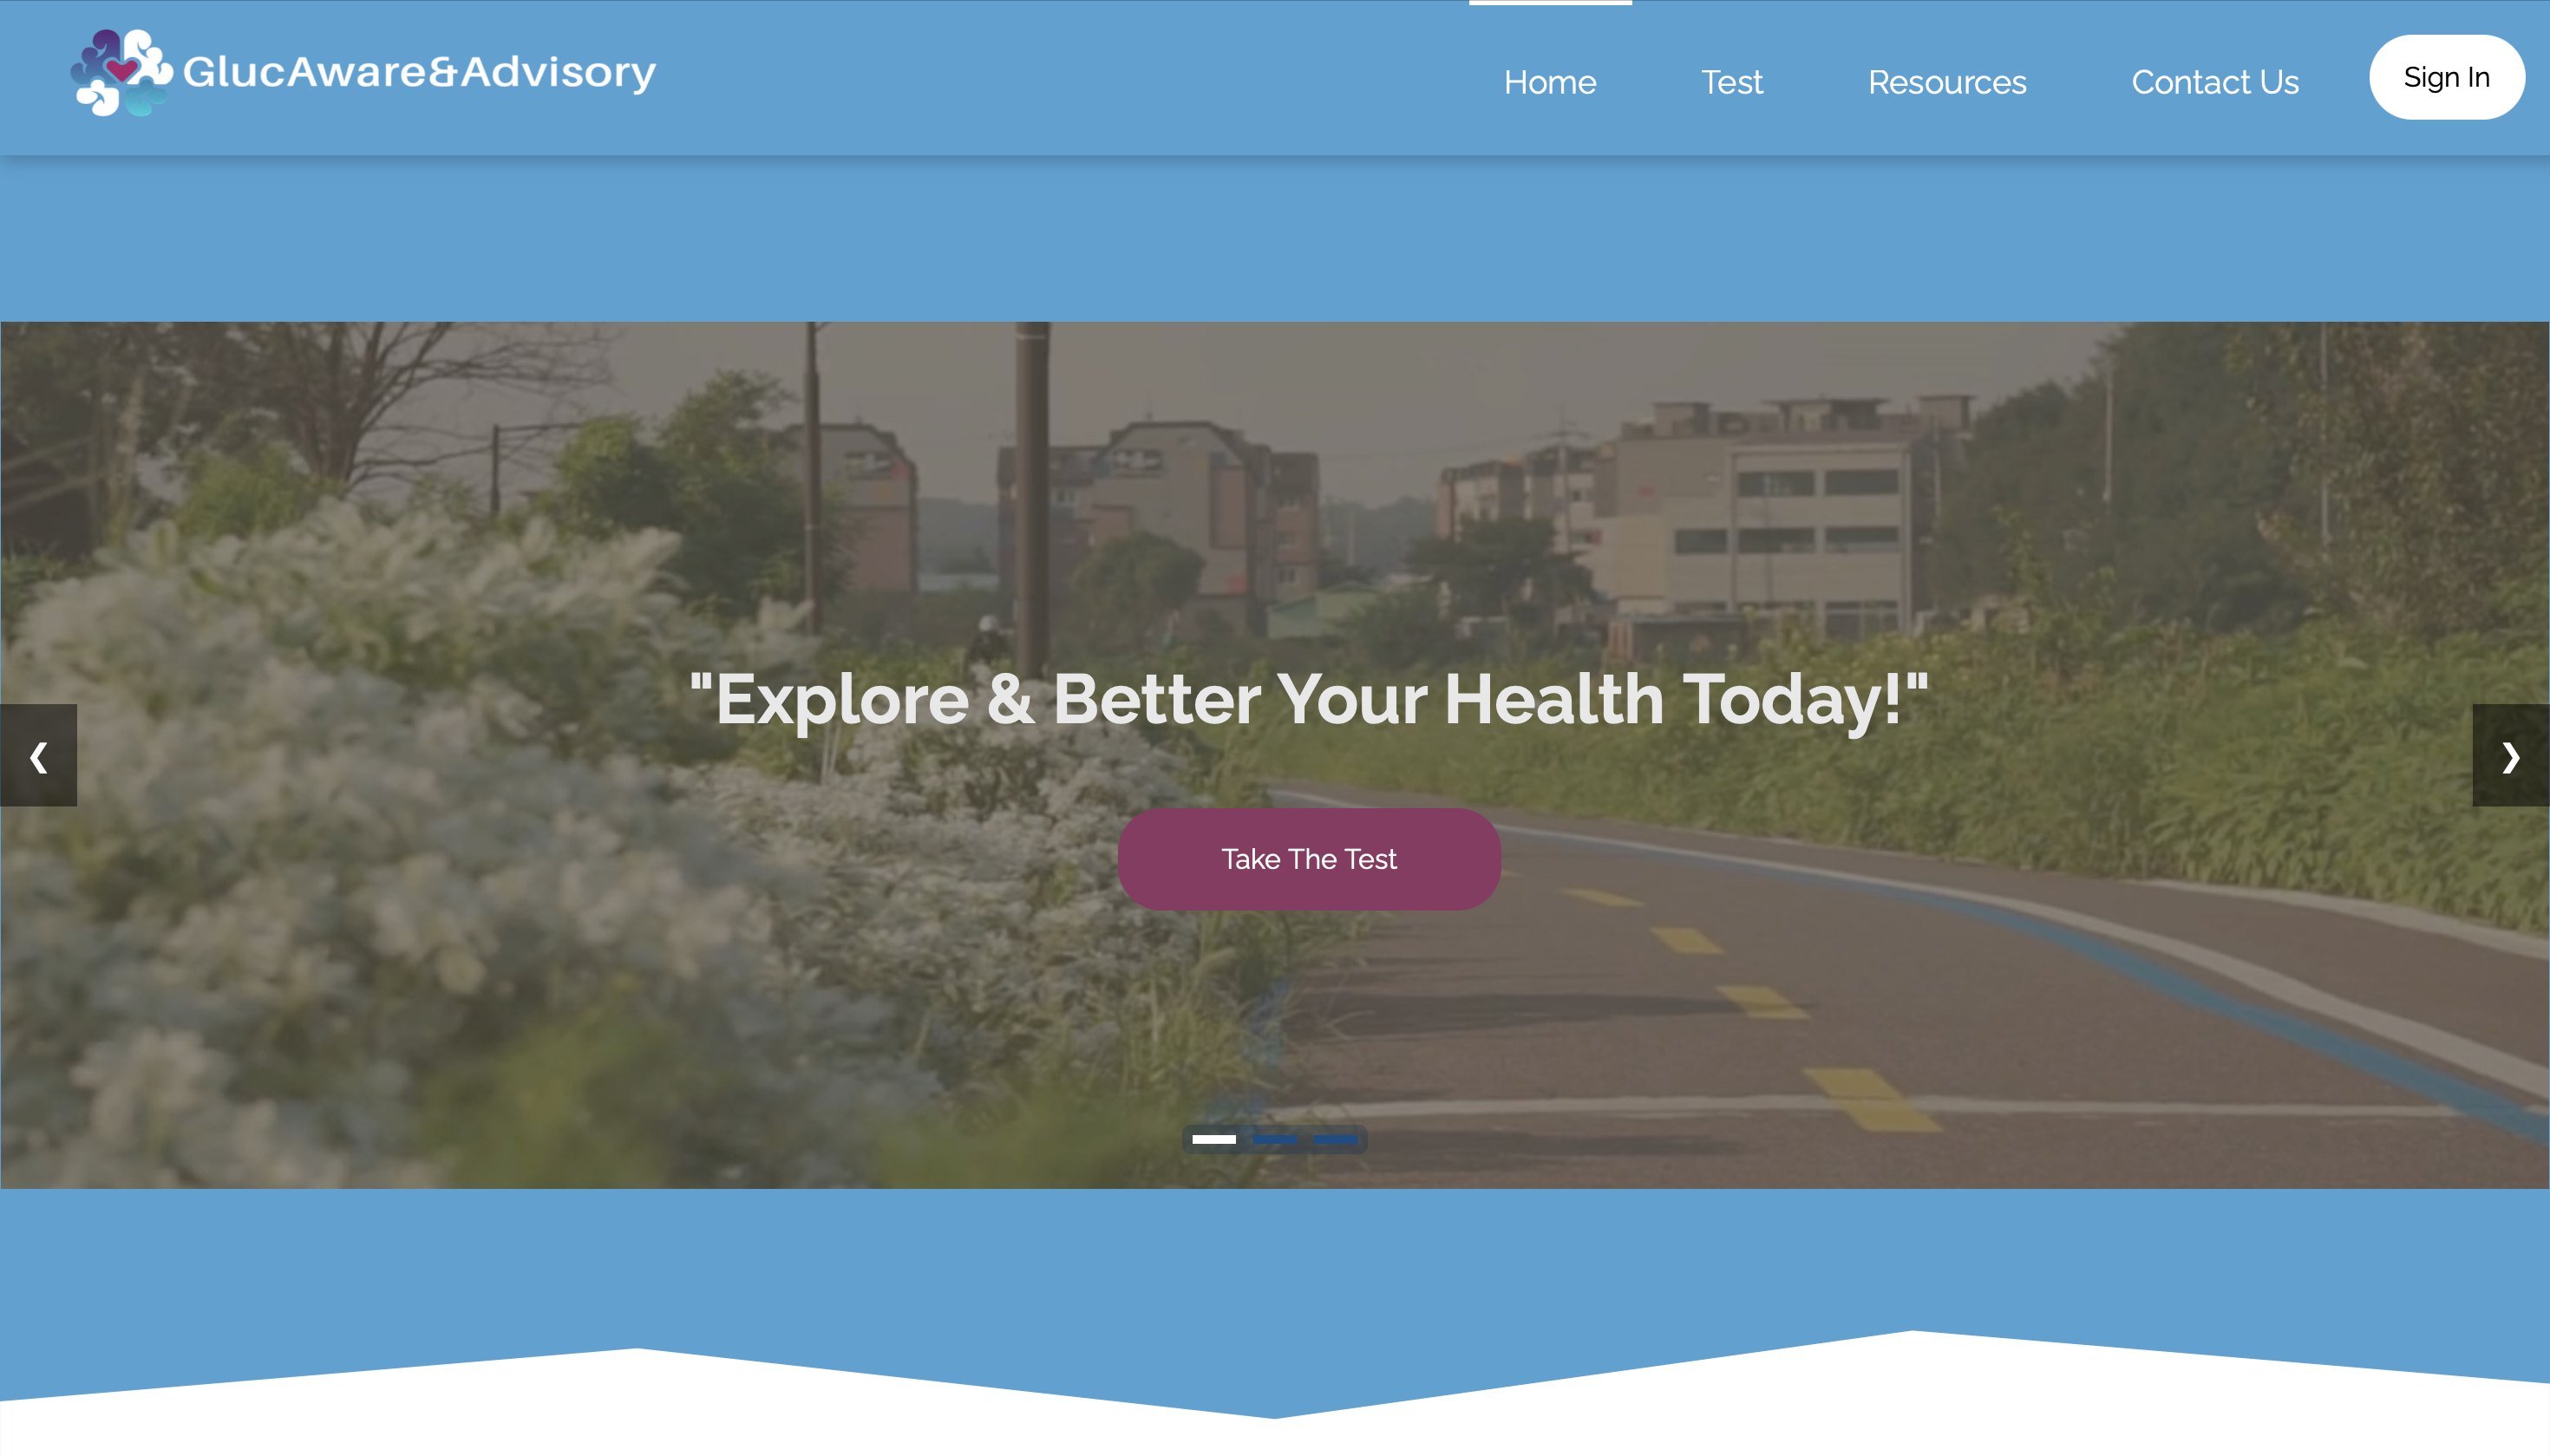 GlucAware&Advisory
Home Test Resources Contact Us Sign In
"Explore & Better Your Health Today!"
❮ ❯
Take The Test